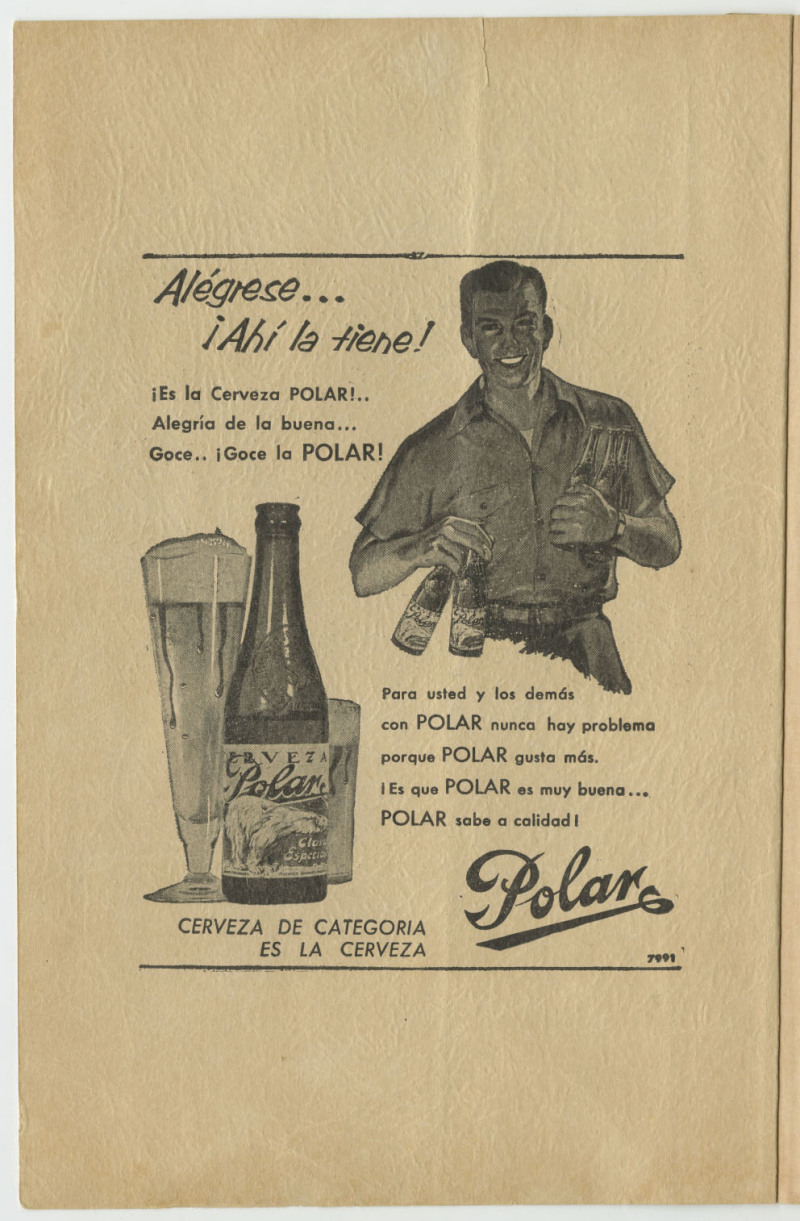 Alégrese...
¡Ahí la tiene!
¡Es la Cerveza POLAR!..
Alegría de la buena...
Goce.. ¡Goce la POLAR!
Para usted y los demás
con POLAR nunca hay problema
porque POLAR gusta más.
¡Es que POLAR es muy buena...
POLAR sabe a calidad!
CERVEZA
Polar
CERVEZA DE CATEGORIA
ES LA CERVEZA
Polar
7991